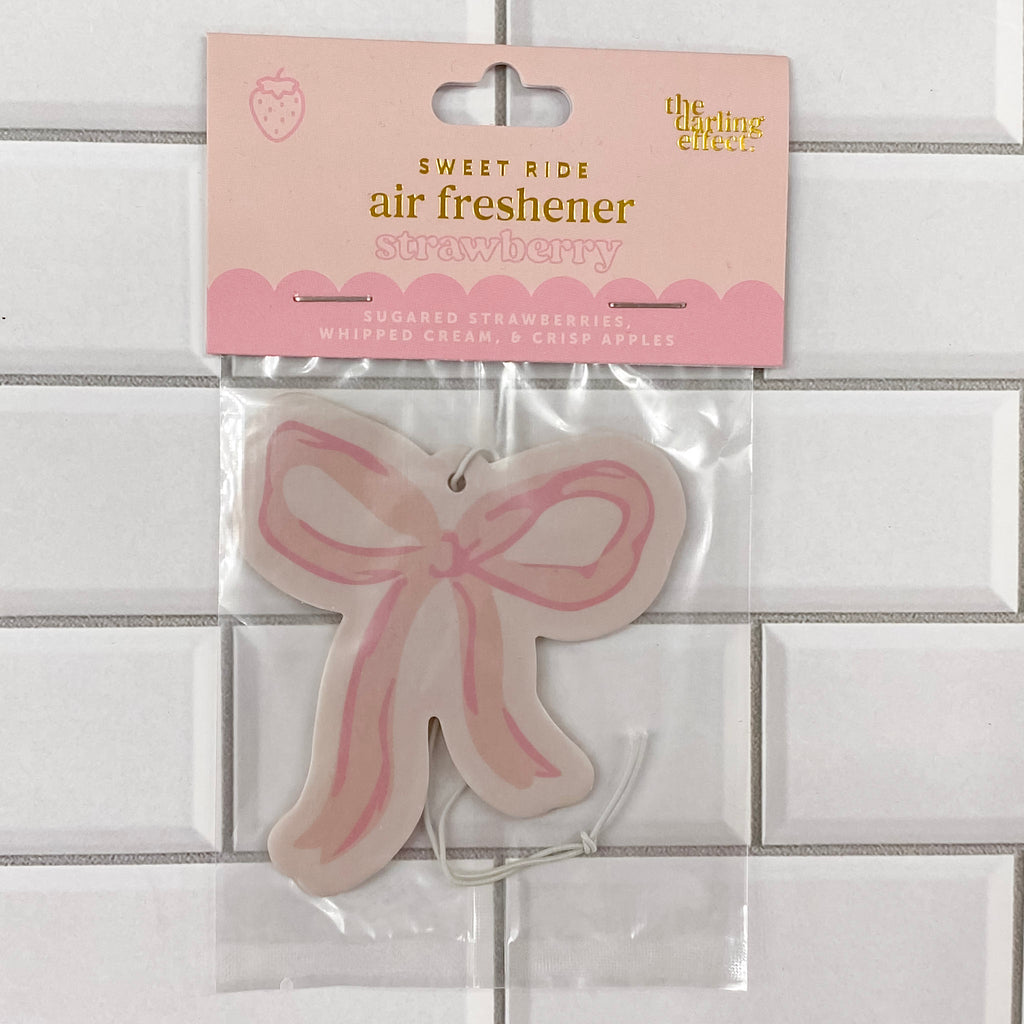 the
darling
effect.
SWEET RIDE
air freshener
strawberry
SUGARED STRAWBERRIES,
WHIPPED CREAM, & CRISP APPLES